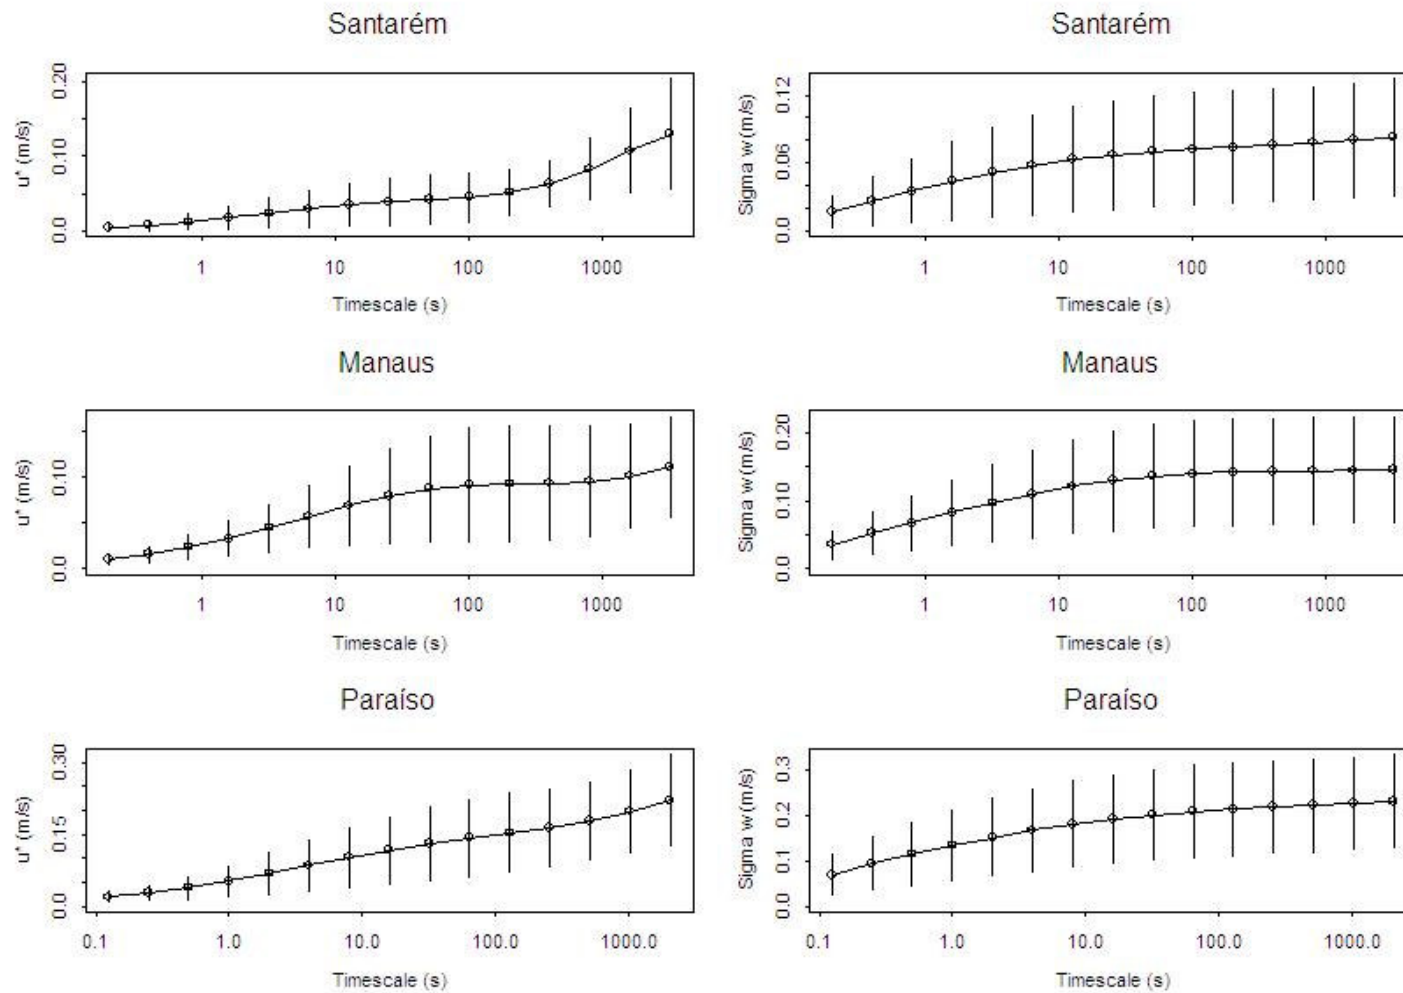 Santarém
u* (m/s)
0.0 0.10 0.20
1 10 100 1000
Timescale (s)
Santarém
Sigma w (m/s)
0.0 0.06 0.12
1 10 100 1000
Timescale (s)
Manaus
u* (m/s)
0.0 0.10
1 10 100 1000
Timescale (s)
Manaus
Sigma w (m/s)
0.0 0.10 0.20
1 10 100 1000
Timescale (s)
Paraíso
u* (m/s)
0.0 0.15 0.30
0.1 1.0 10.0 100.0 1000.0
Timescale (s)
Paraíso
Sigma w (m/s)
0.0 0.1 0.2 0.3
0.1 1.0 10.0 100.0 1000.0
Timescale (s)